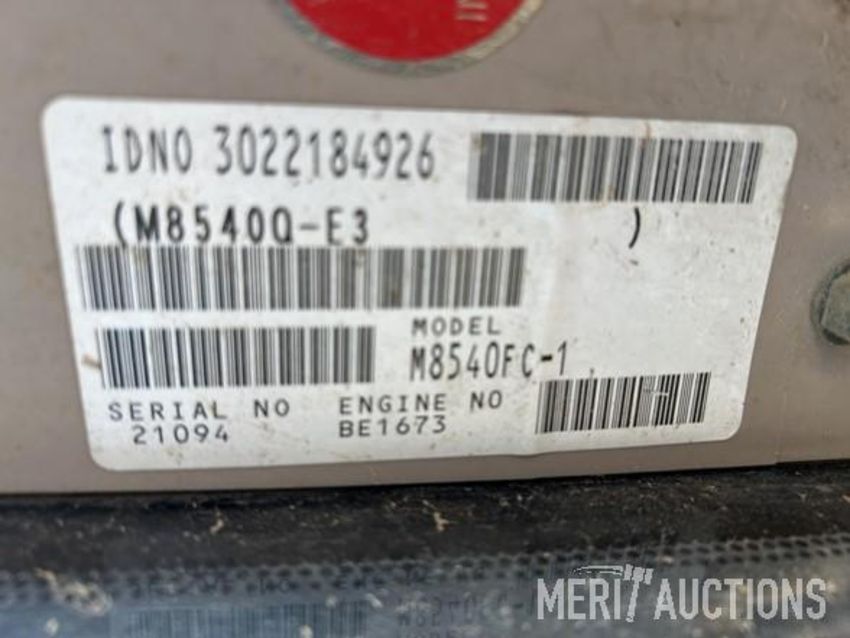 IDNO 3022184926
(M8540Q-E3 )
MODEL
M8540FC-1
SERIAL NO ENGINE NO
21094 BE1673
MERIT AUCTIONS